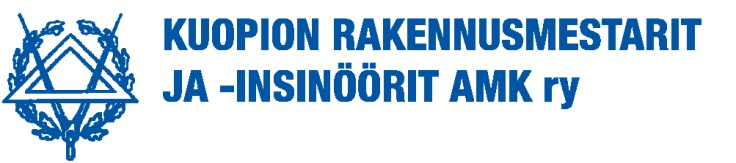 KUOPION RAKENNUSMESTARIT
JA -INSINÖÖRIT AMK ry